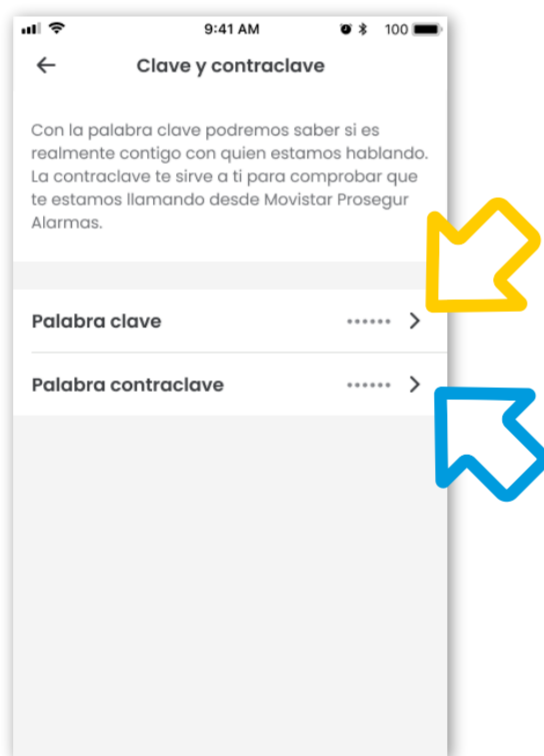 9:41 AM
100
Clave y contraclave
Con la palabra clave podremos saber si es
realmente contigo con quien estamos hablando.
La contraclave te sirve a ti para comprobar que
te estamos llamando desde Movistar Prosegur
Alarmas.
Palabra clave ······
Palabra contraclave ······